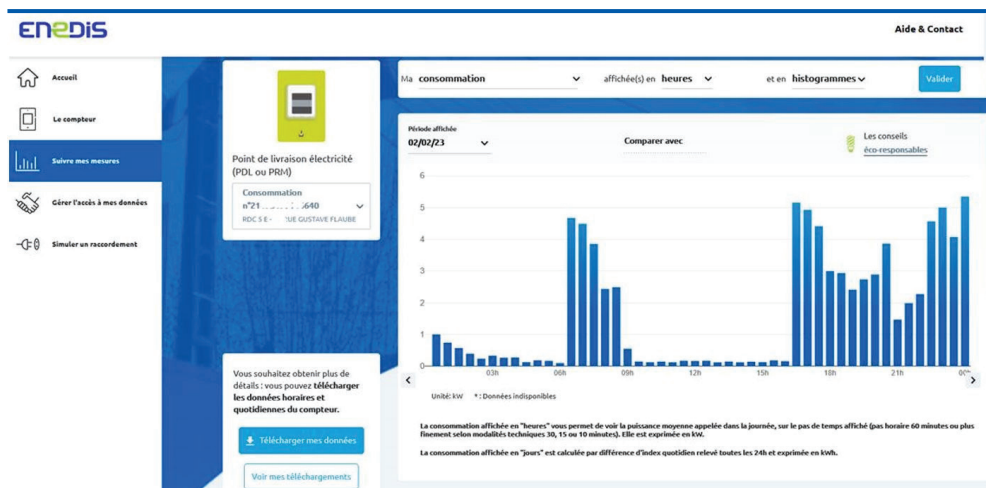 ENEDIS
Aide & Contact
Accueil
Le compteur
Suivre mes mesures
Gérer l'accès à mes données
Simuler un raccordement
Point de livraison électricité
(PDL ou PRM)
Consommation
n°21 640
RDC S E - UE GUSTAVE FLAUBE
Vous souhaitez obtenir plus de
détails : vous pouvez télécharger
les données horaires et
quotidiennes du compteur.
Télécharger mes données
Voir mes téléchargements
Ma consommation affichée(s) en heures et en histogrammes Valider
Période affichée
02/02/23
Comparer avec
Les conseils
éco-responsables
6
5
4
3
2
1
0
03h 06h 09h 12h 15h 18h 21h 00h
Unité: kW * : Données indisponibles
La consommation affichée en "heures" vous permet de voir la puissance moyenne appelée dans la journée, sur le pas de temps affiché (pas horaire 60 minutes ou plus
finement selon modalités techniques 30, 15 ou 10 minutes). Elle est exprimée en kW.
La consommation affichée en "jours" est calculée par différence d'index quotidien relevé toutes les 24h et exprimée en kWh.